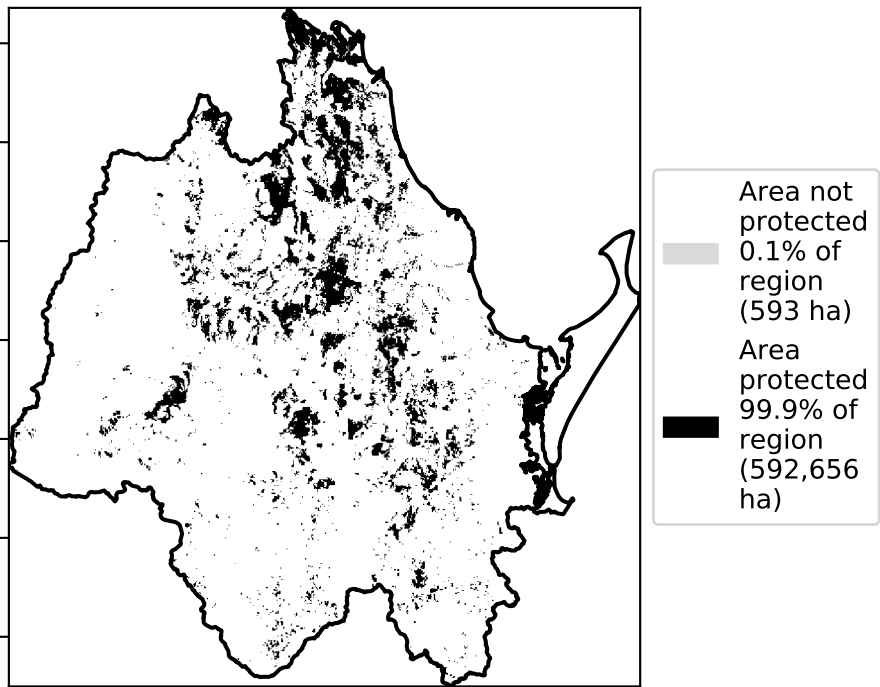 Area not
protected
0.1% of
region
(593 ha)
Area
protected
99.9% of
region
(592,656
ha)